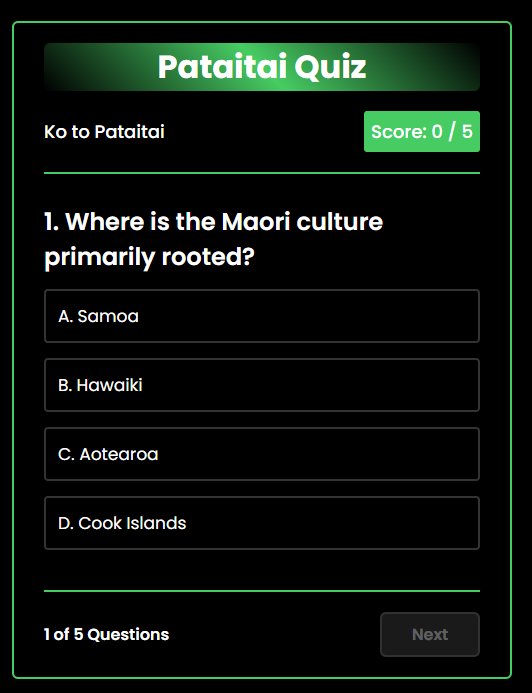 Pataitai Quiz
Ko to Pataitai
Score: 0 / 5
1. Where is the Maori culture
primarily rooted?
A. Samoa
B. Hawaiki
C. Aotearoa
D. Cook Islands
1 of 5 Questions
Next